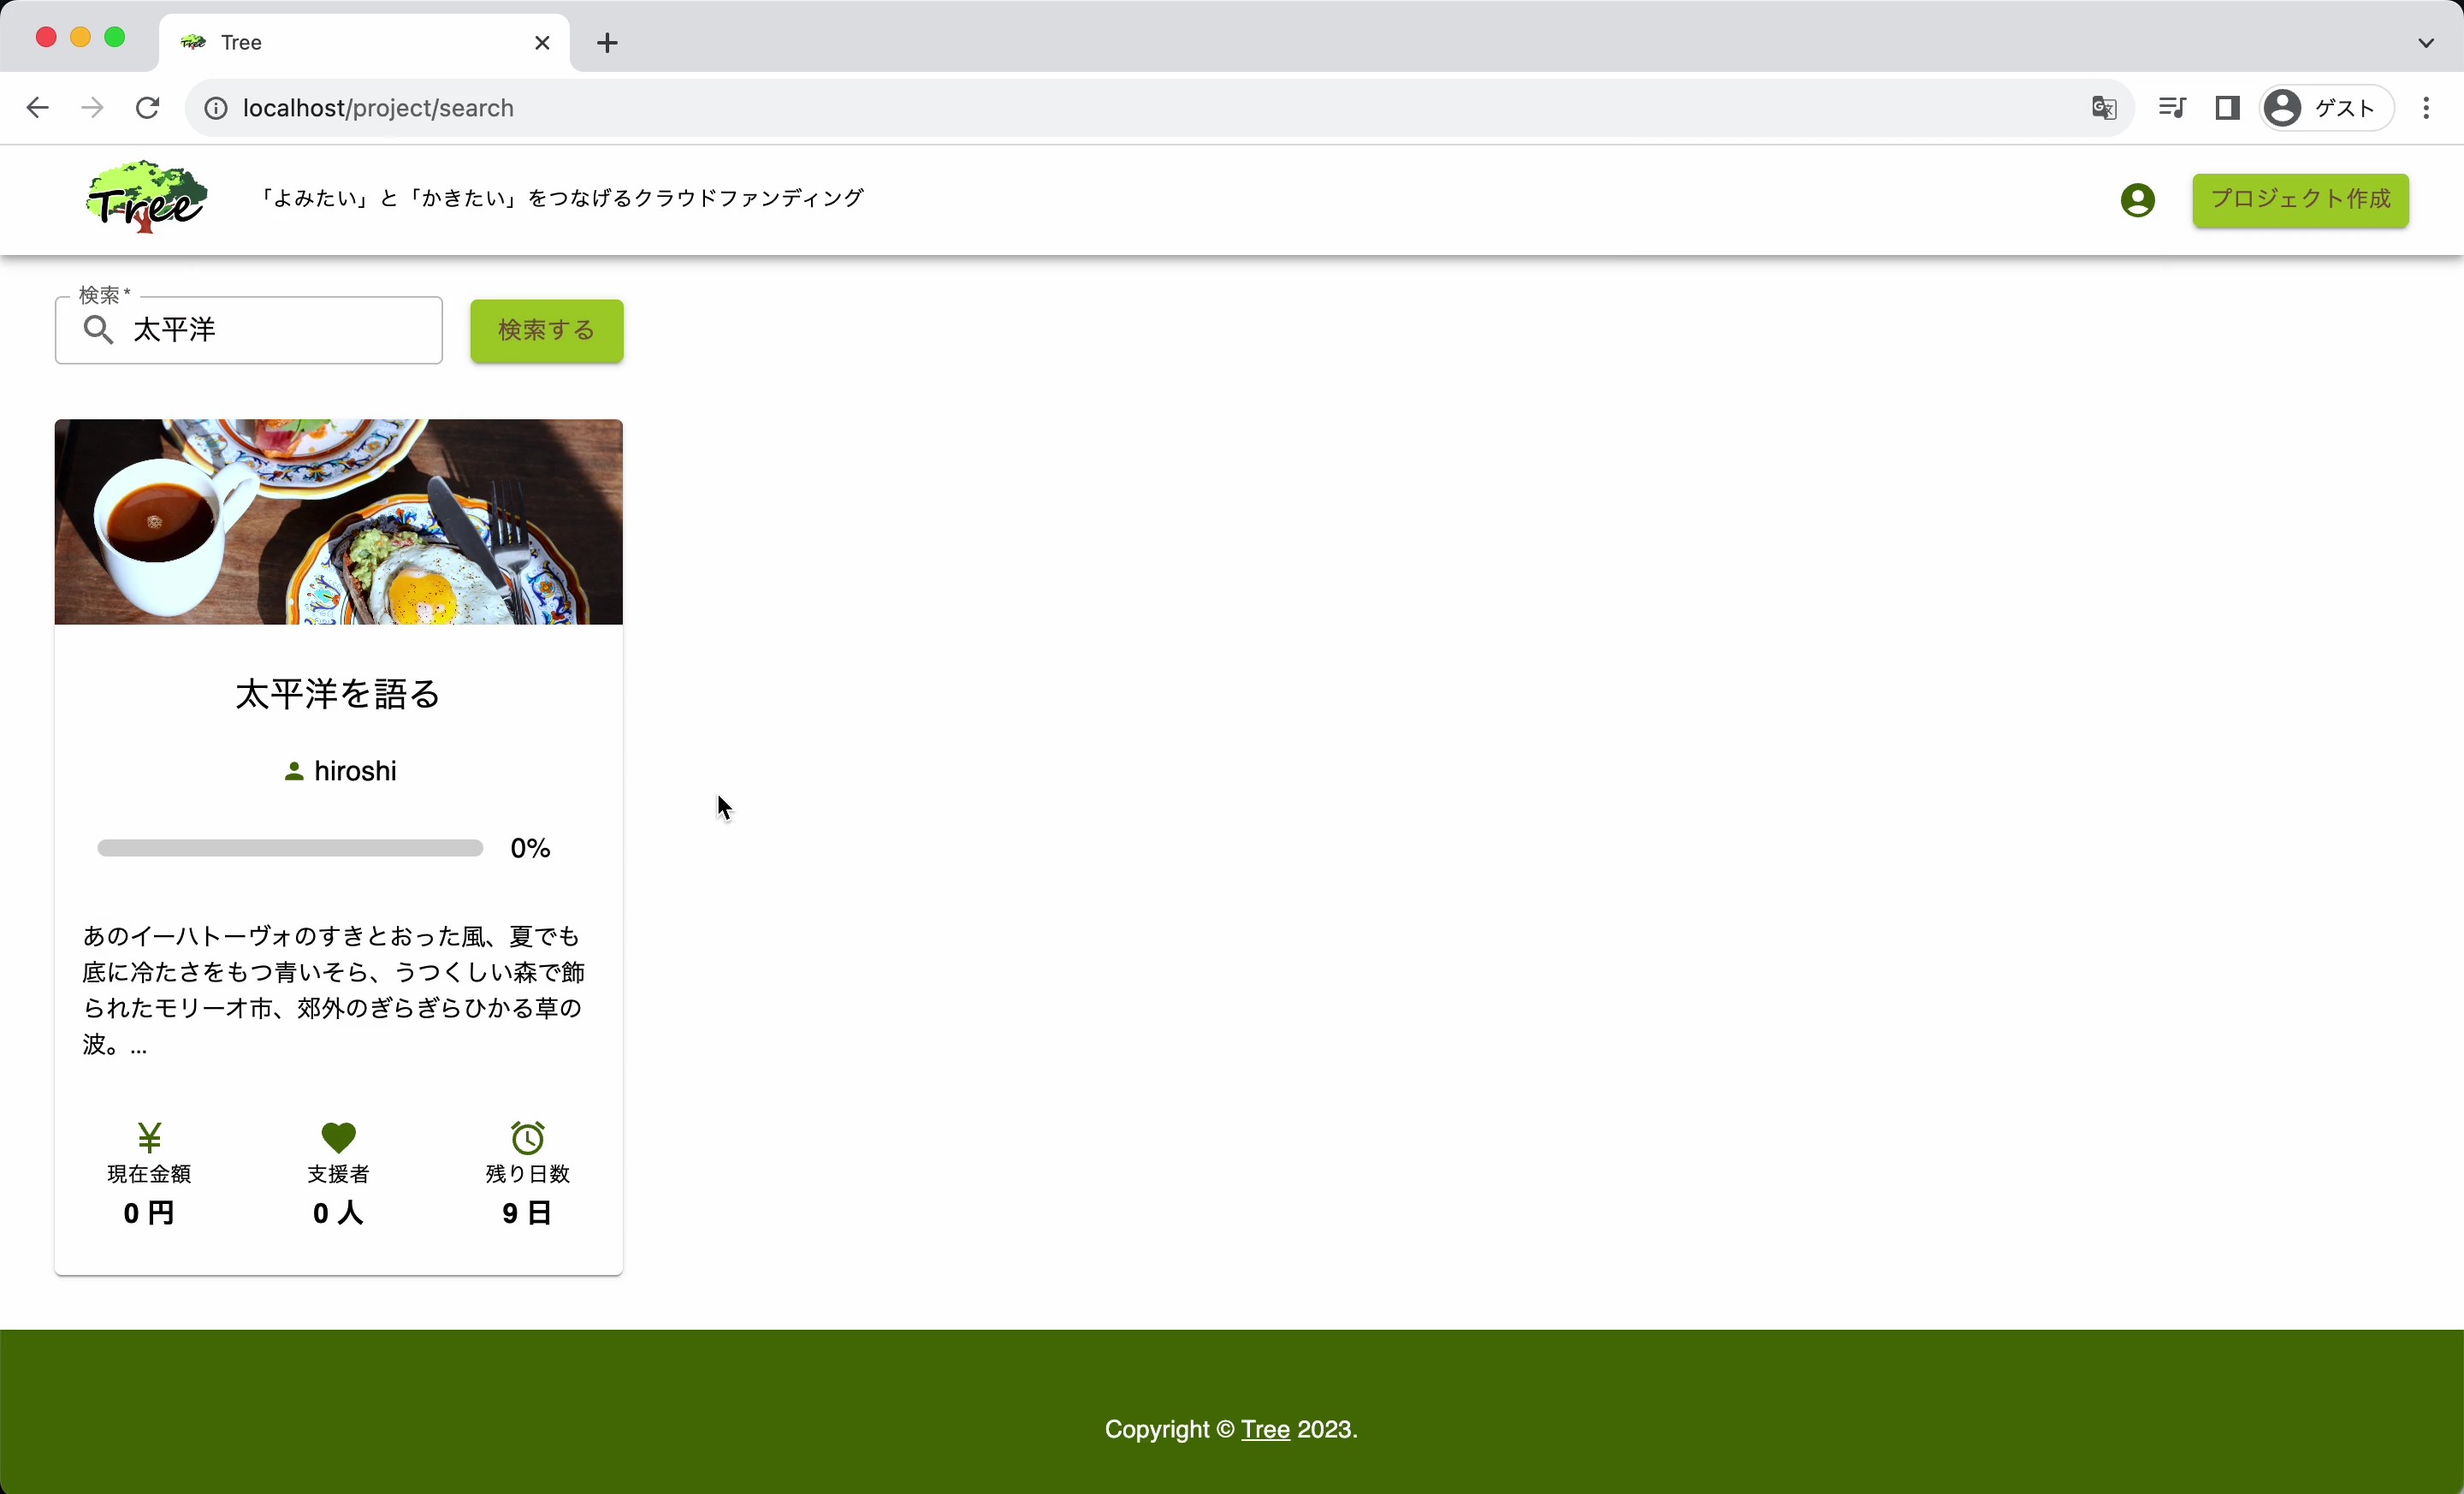 Tree
localhost/project/search
ゲスト
Tree
「よみたい」と「かきたい」をつなげるクラウドファンディング
プロジェクト作成
検索*
太平洋
検索する
太平洋を語る
hiroshi
0%
あのイーハトーヴォのすきとおった風、夏でも
底に冷たさをもつ青いそら、うつくしい森で飾
られたモリーオ市、郊外のぎらぎらひかる草の
波。...
現在金額 支援者 残り日数
0 円 0 人 9 日
Copyright © Tree 2023.